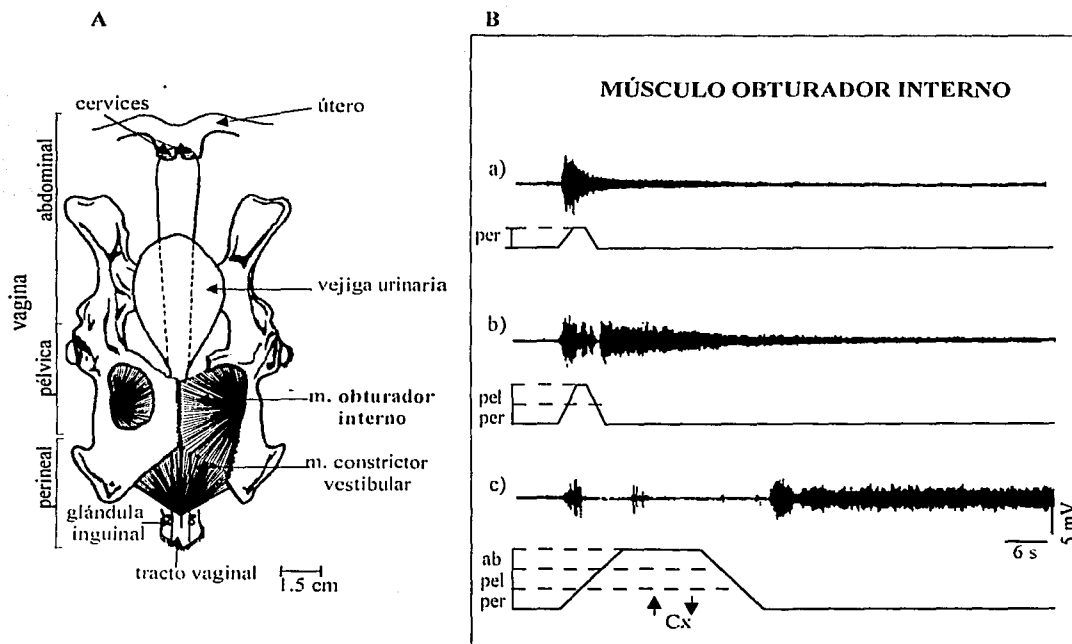 A
cervices
útero
abdominal
vagina
vejiga urinaria
pélvica
m. obturador
interno
perineal
m. constrictor
vestibular
glándula
inguinal
tracto vaginal
1.5 cm
B
MÚSCULO OBTURADOR INTERNO
a)
per
b)
pel
per
c)
5 mV
6 s
ab
pel
per
Cx